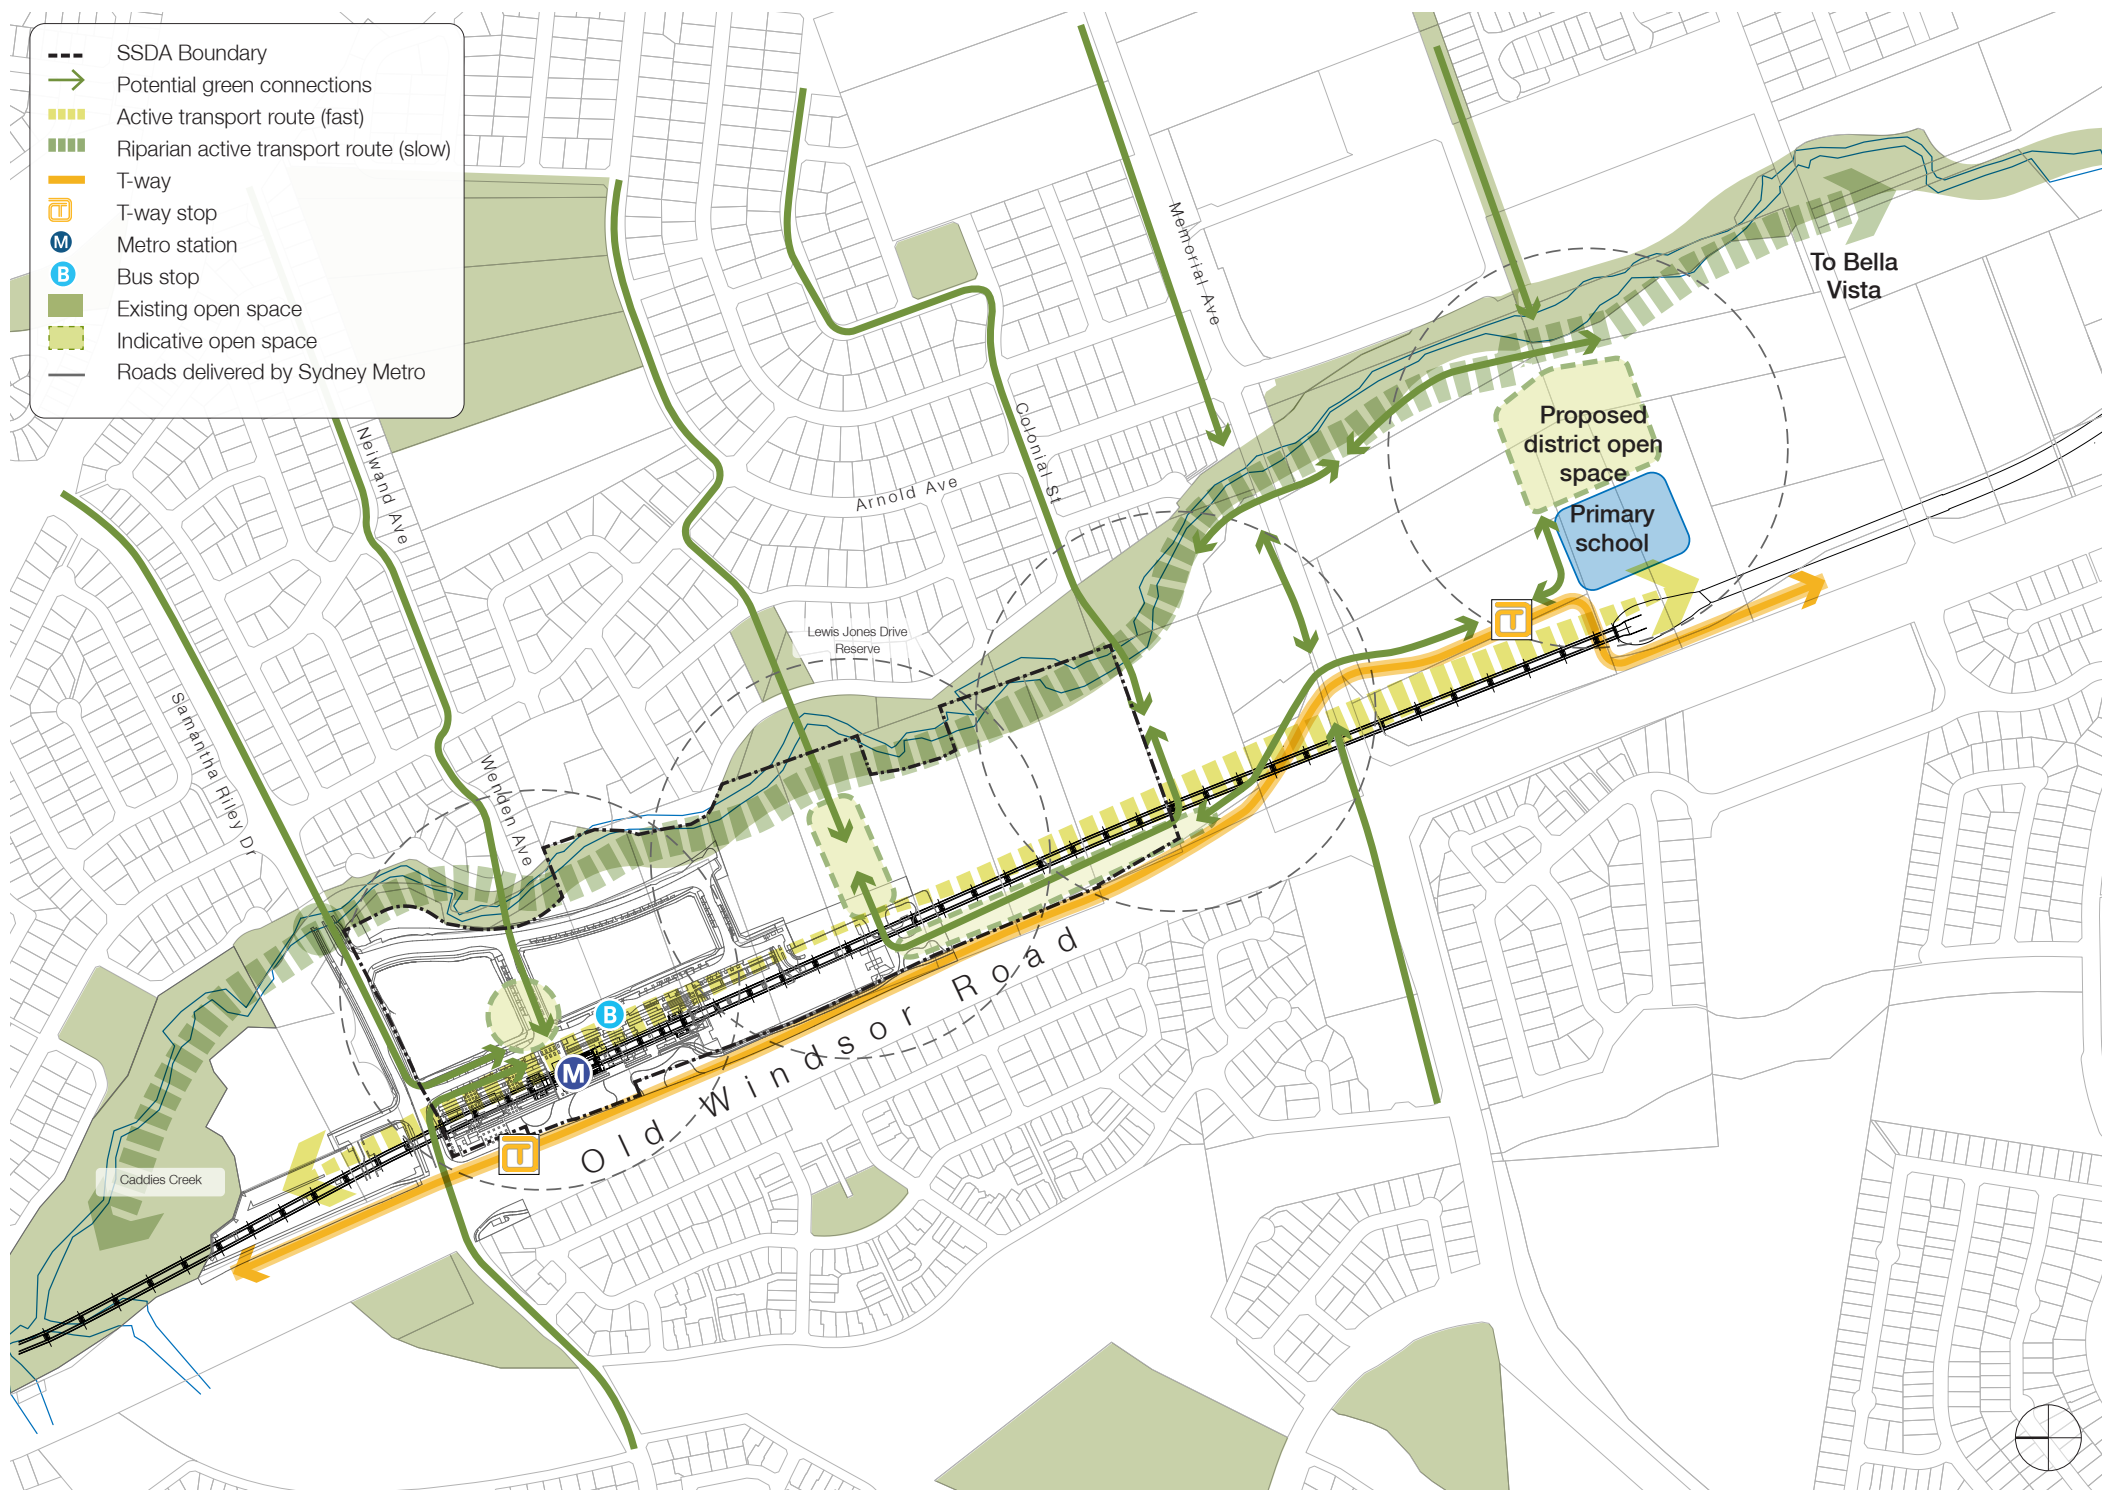 SSDA Boundary
Potential green connections
Active transport route (fast)
Riparian active transport route (slow)
T-way
T
T-way stop
M
Metro station
B
Bus stop
Existing open space
Indicative open space
Roads delivered by Sydney Metro
Memorial Ave
To Bella
Vista
Colonial St
Neiwand Ave
Arnold Ave
Proposed
district open
space
Primary
school
T
Lewis Jones Drive
Reserve
Samantha Riley Dr
Wenden Ave
B
M
T
Old Windsor Road
Caddies Creek